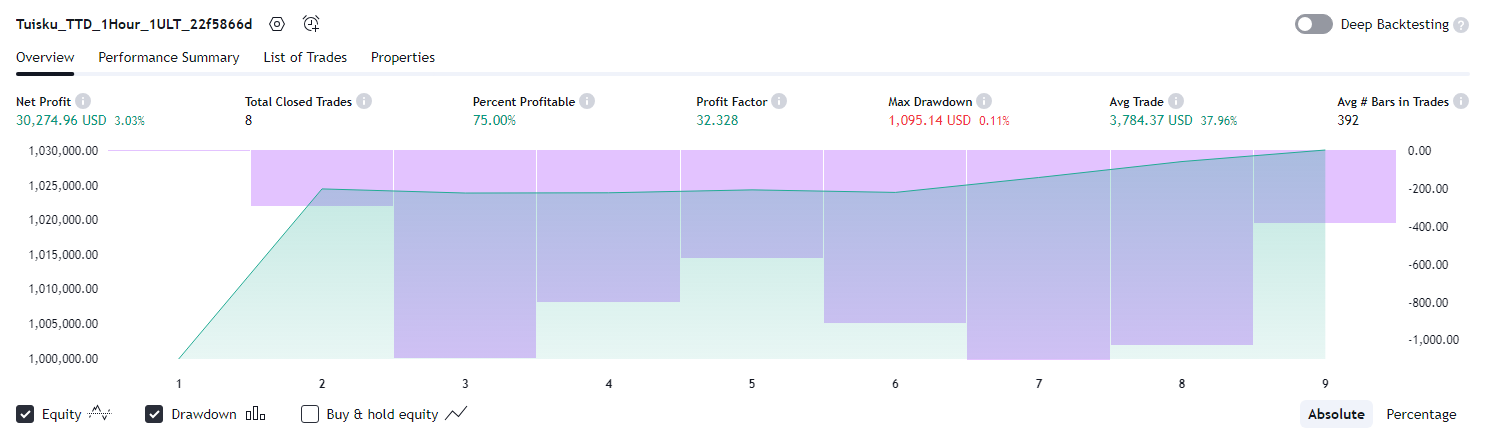 Tuisku_TTD_1Hour_1ULT_22f5866d
Deep Backtesting ?
Overview Performance Summary List of Trades Properties
Net Profit Total Closed Trades Percent Profitable Profit Factor Max Drawdown Avg Trade Avg # Bars in Trades
30,274.96 USD 3.03% 8 75.00% 32.328 1,095.14 USD 0.11% 3,784.37 USD 37.96% 392
1,030,000.00 0.00
1,025,000.00 -200.00
1,020,000.00 -400.00
1,015,000.00 -600.00
1,010,000.00 -800.00
1,005,000.00 -1,000.00
1,000,000.00
1 2 3 4 5 6 7 8 9
Equity Drawdown Buy & hold equity Absolute Percentage